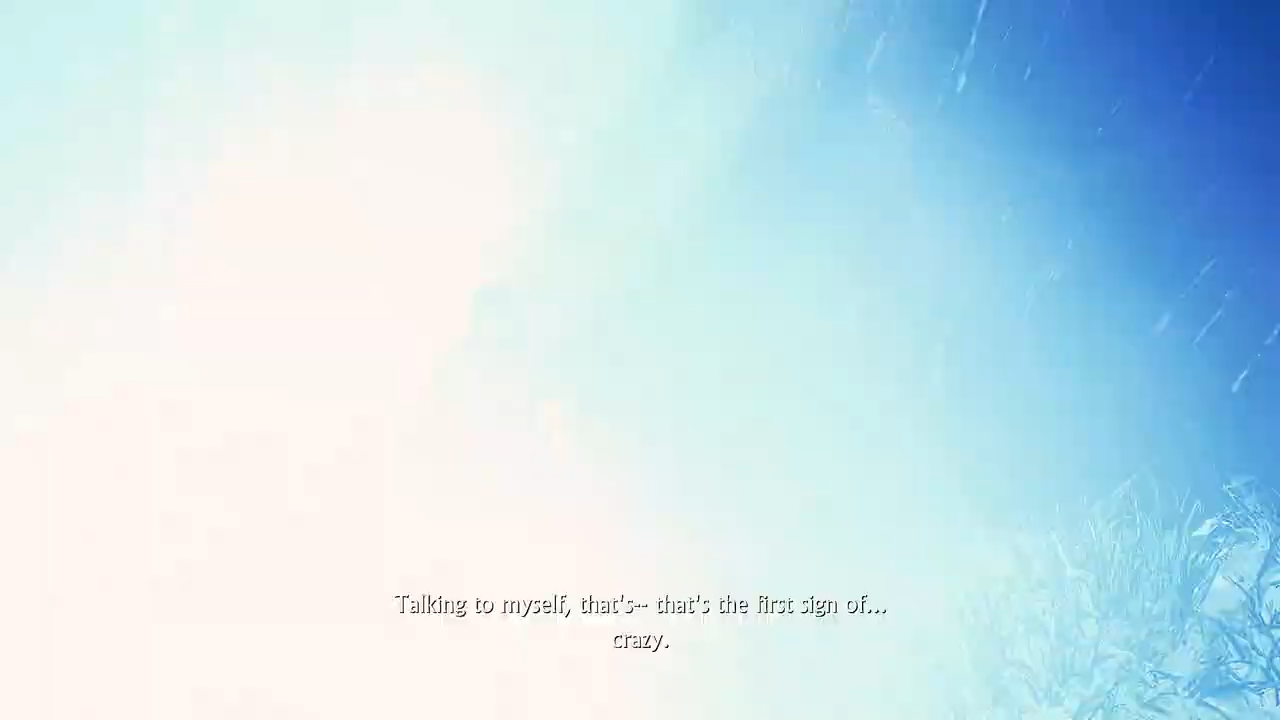 Talking to myself, that's-- that's the first sign of...
crazy.